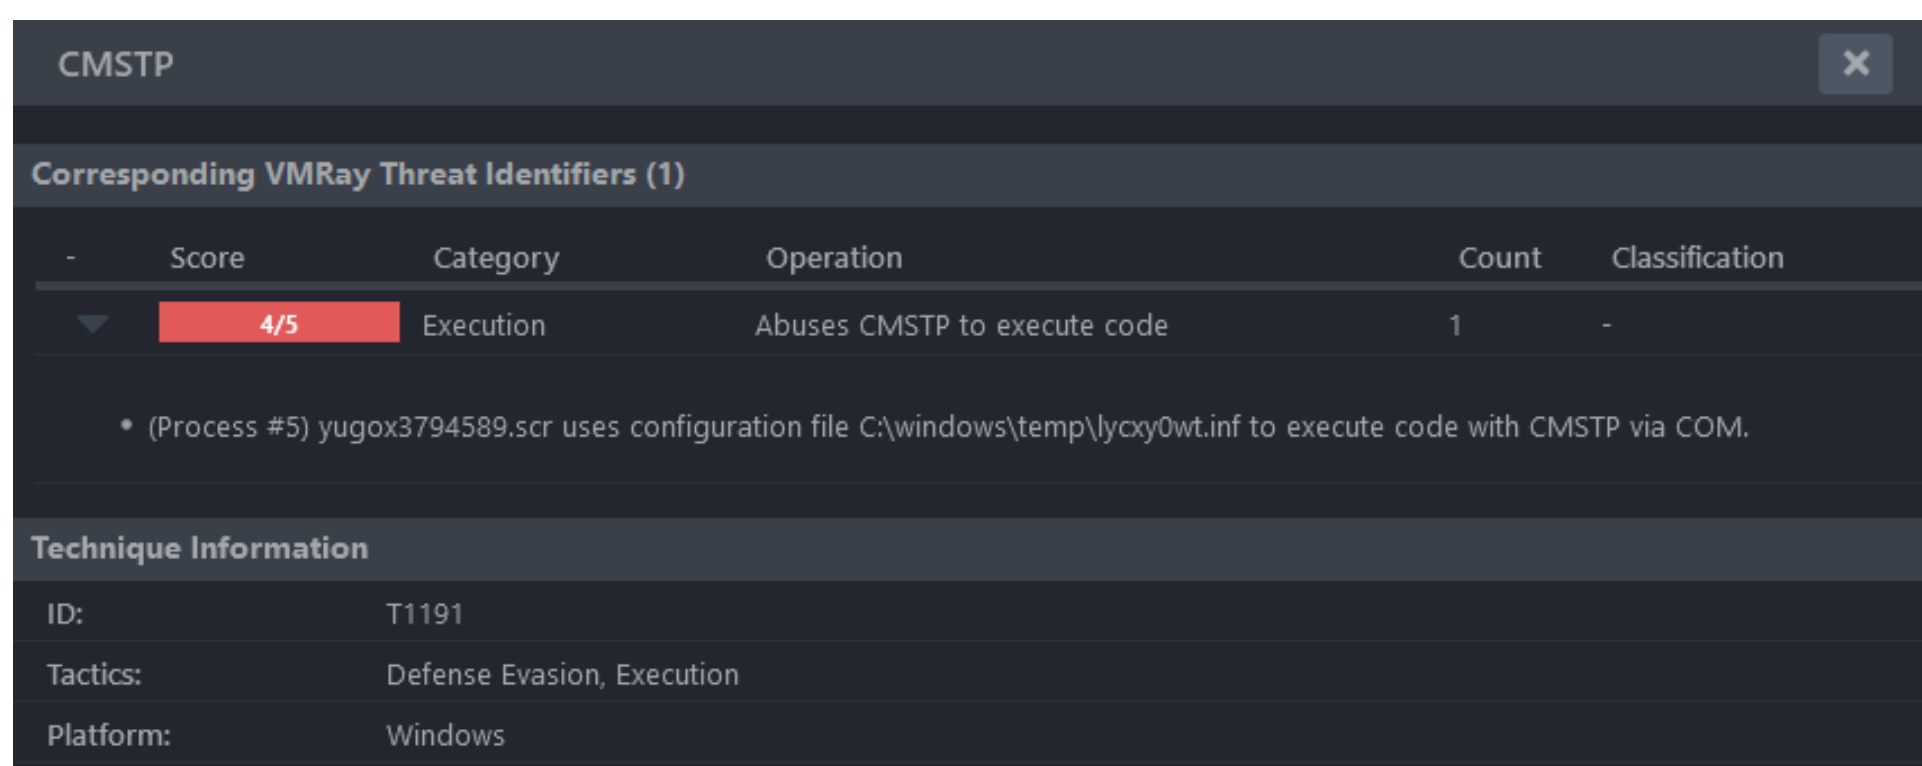 CMSTP
Corresponding VMRay Threat Identifiers (1)
- Score Category Operation Count Classification
4/5 Execution Abuses CMSTP to execute code 1 -
• (Process #5) yugox3794589.scr uses configuration file C:\windows\temp\lycxy0wt.inf to execute code with CMSTP via COM.
Technique Information
ID: T1191
Tactics: Defense Evasion, Execution
Platform: Windows